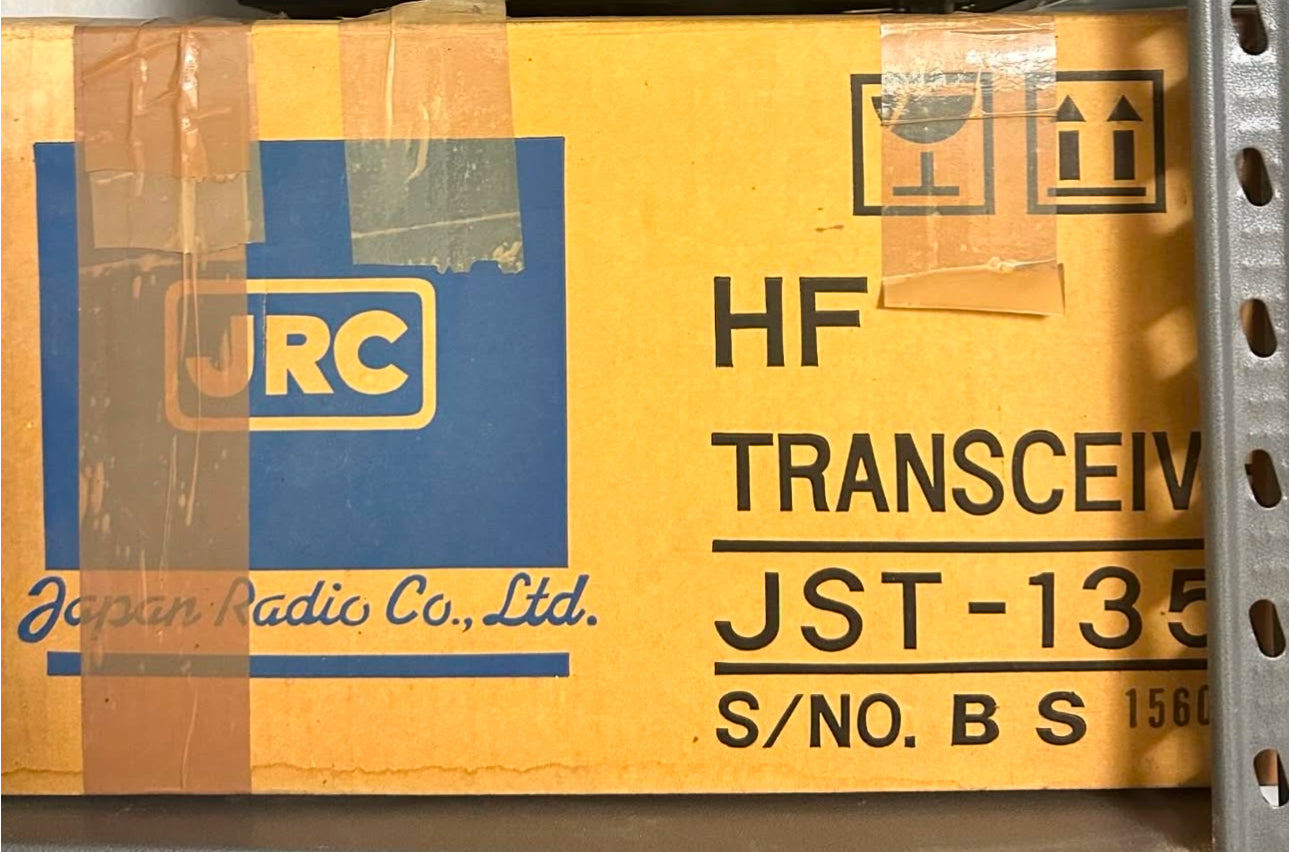 JRC
Japan Radio Co., Ltd.
HF
TRANSCEIV
JST-135
S/NO. B S 1560